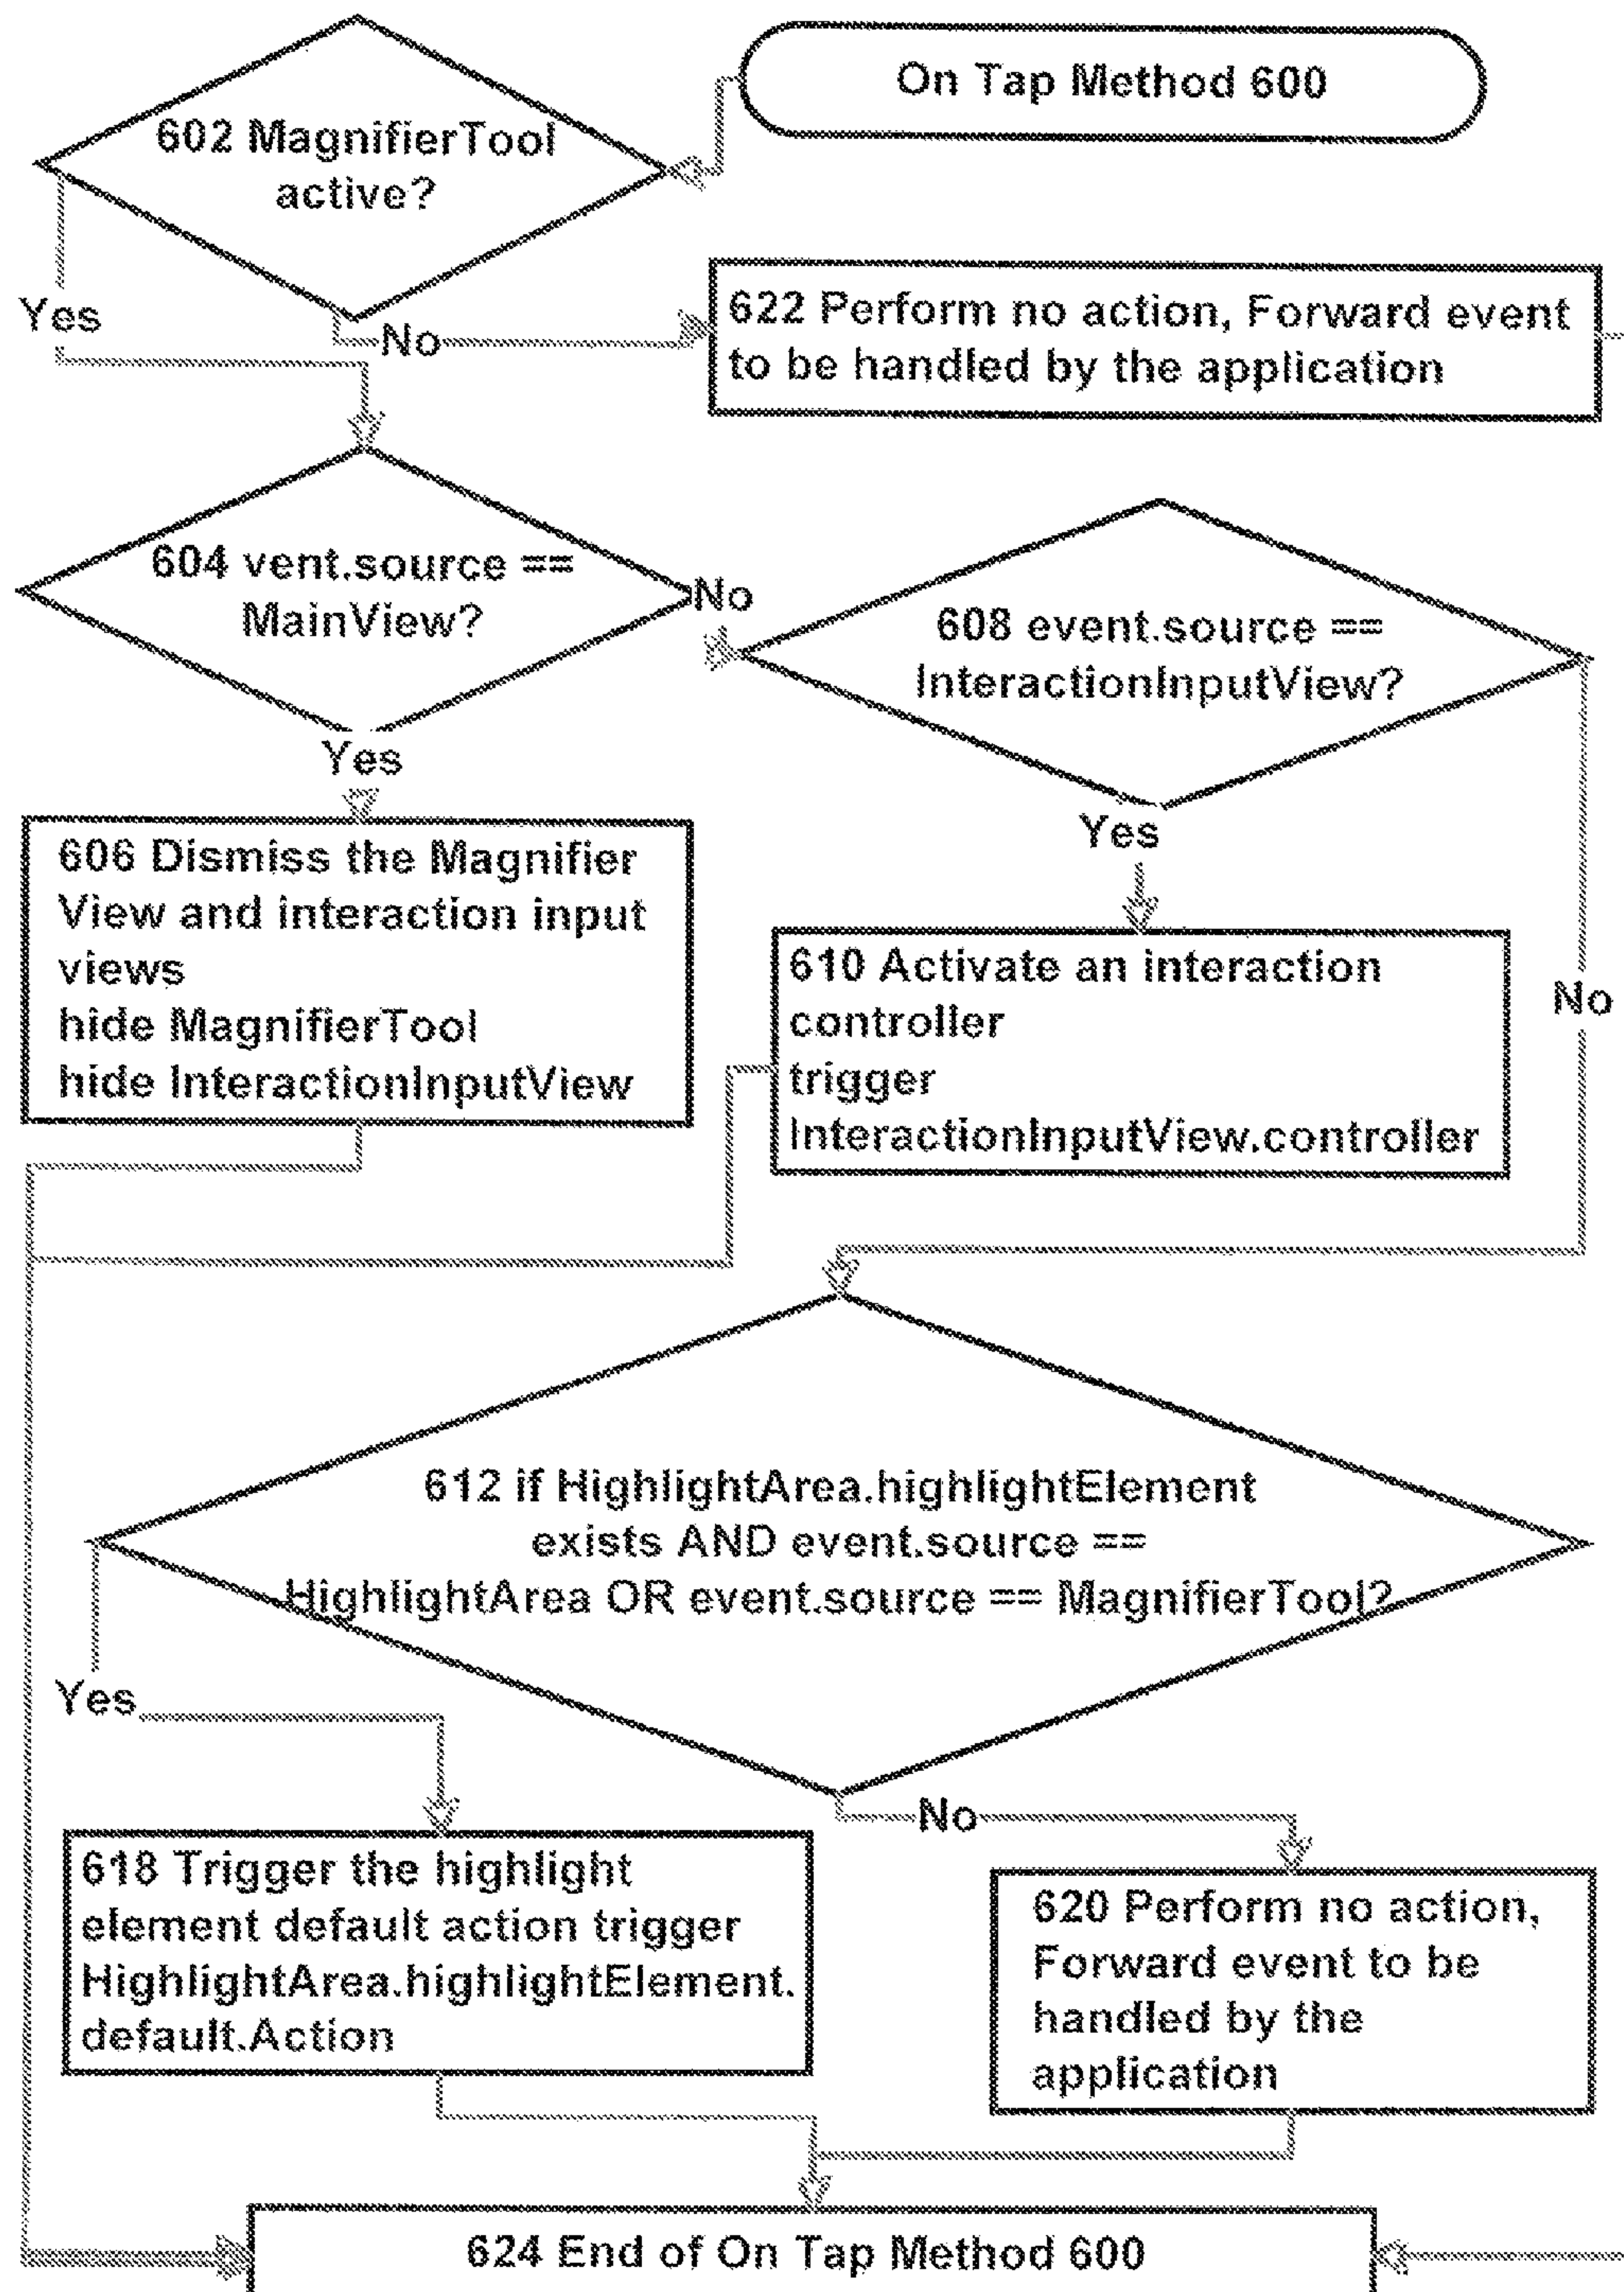 On Tap Method 600
602 MagnifierTool
active?
Yes
No
622 Perform no action, Forward event
to be handled by the application
604 vent.source ==
MainView?
No
608 event.source ==
InteractionInputView?
Yes
Yes
No
606 Dismiss the Magnifier
View and interaction input
views
hide MagnifierTool
hide InteractionInputView
610 Activate an interaction
controller
trigger
InteractionInputView.controller
612 if HighlightArea.highlightElement
exists AND event.source ==
HighlightArea OR event.source == MagnifierTool?
Yes
No
618 Trigger the highlight
element default action trigger
HighlightArea.highlightElement.
default.Action
620 Perform no action,
Forward event to be
handled by the
application
624 End of On Tap Method 600